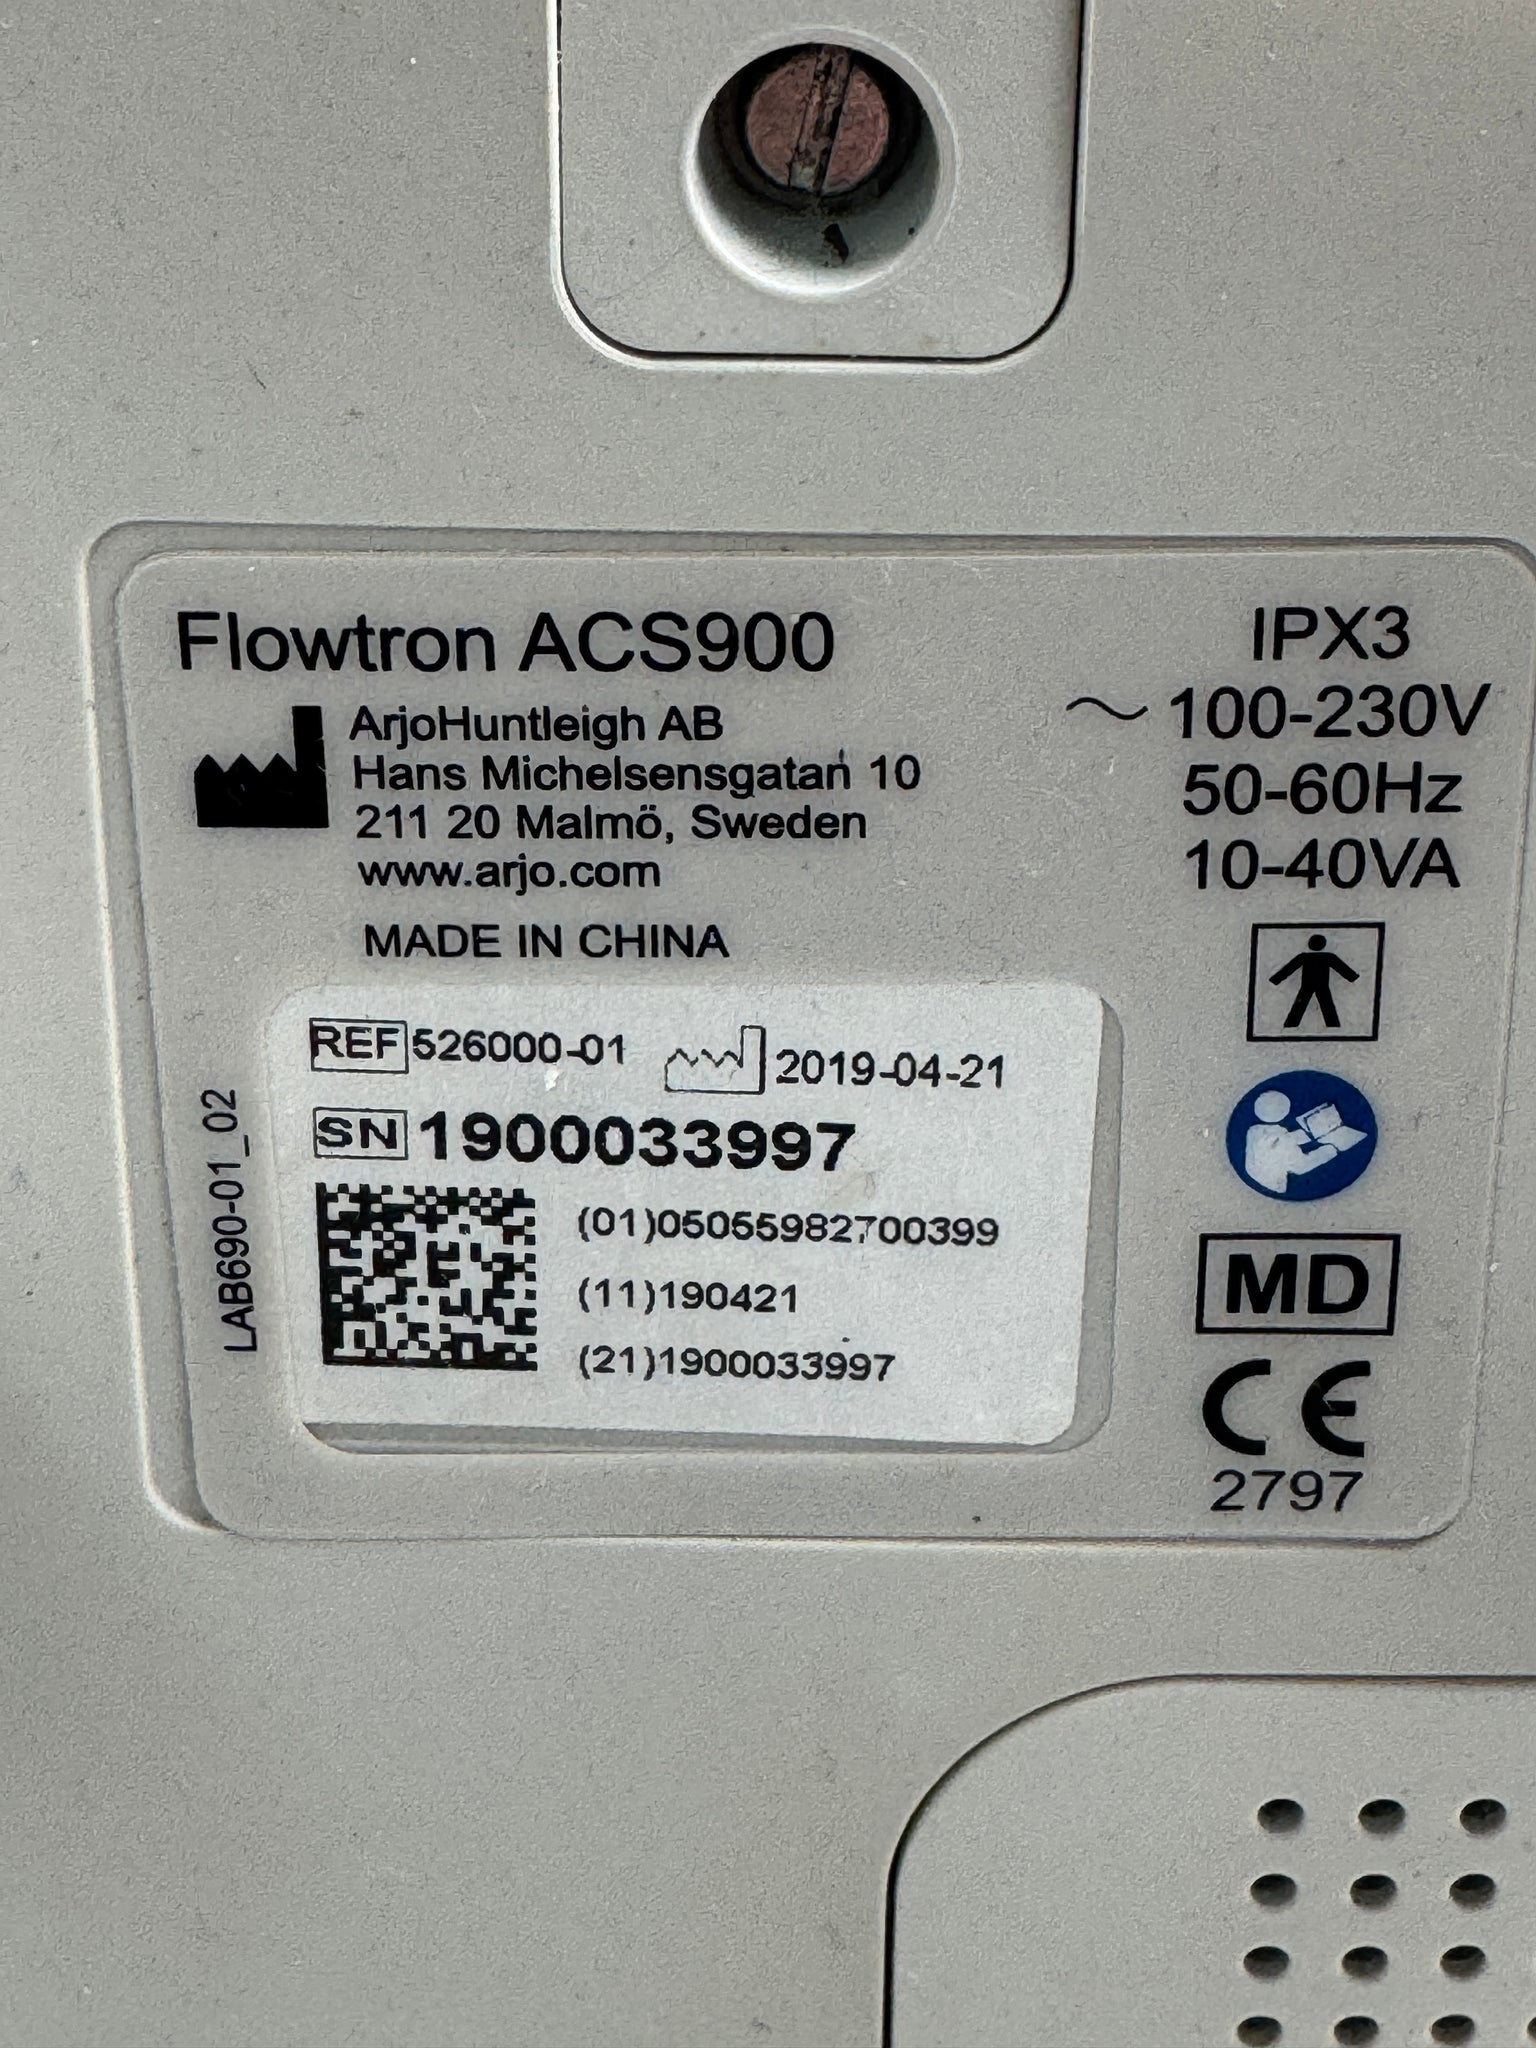 Flowtron ACS900
ArjoHuntleigh AB
Hans Michelsensgatan 10
211 20 Malmö, Sweden
www.arjo.com
MADE IN CHINA
IPX3
~ 100-230V
50-60Hz
10-40VA
REF 526000-01 2019-04-21
SN 1900033997
(01)05055982700399
(11)190421
(21)1900033997
LAB690-01_02
MD
CE
2797